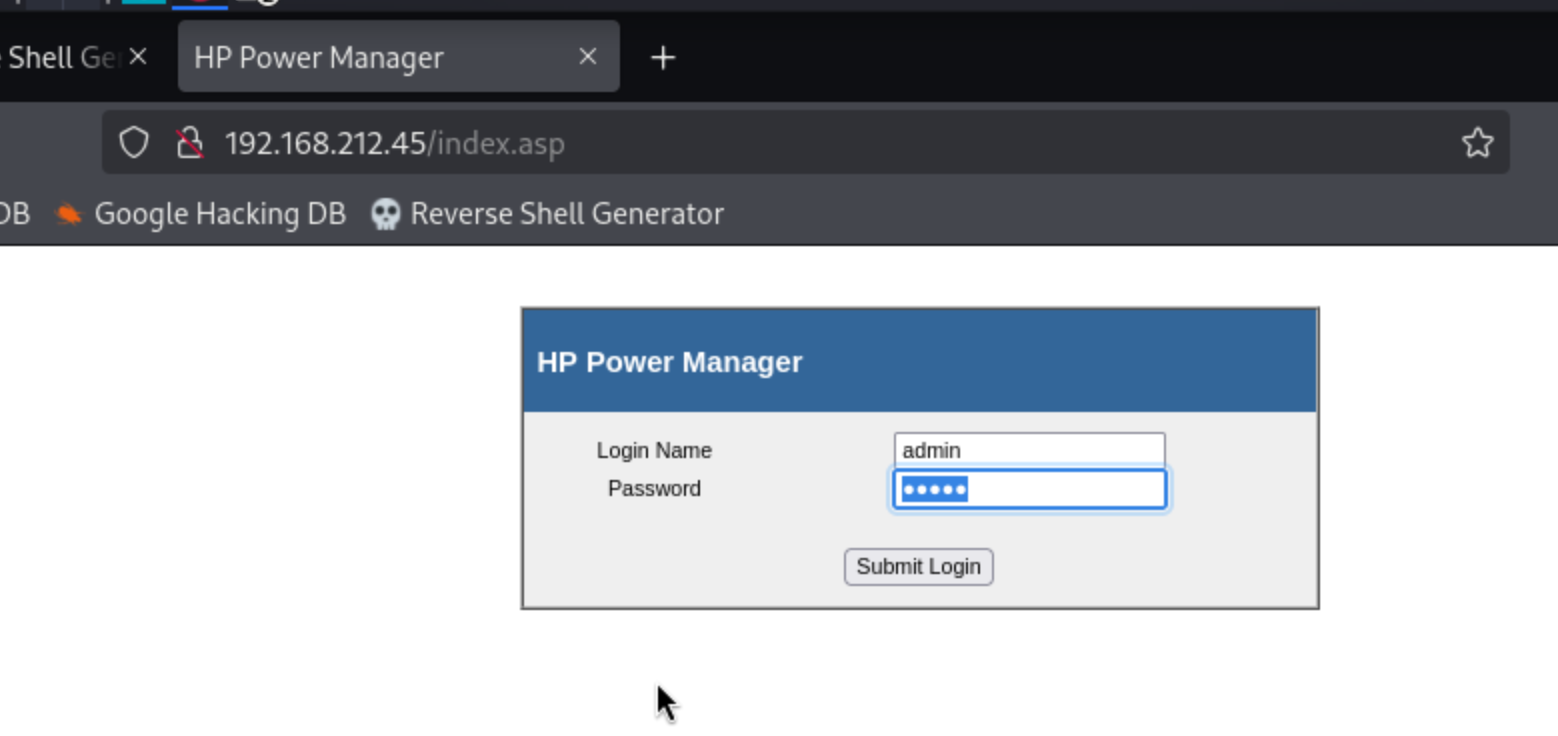 Shell Ge
HP Power Manager
192.168.212.45/index.asp
DB Google Hacking DB Reverse Shell Generator
HP Power Manager
Login Name admin
Password •••••
Submit Login